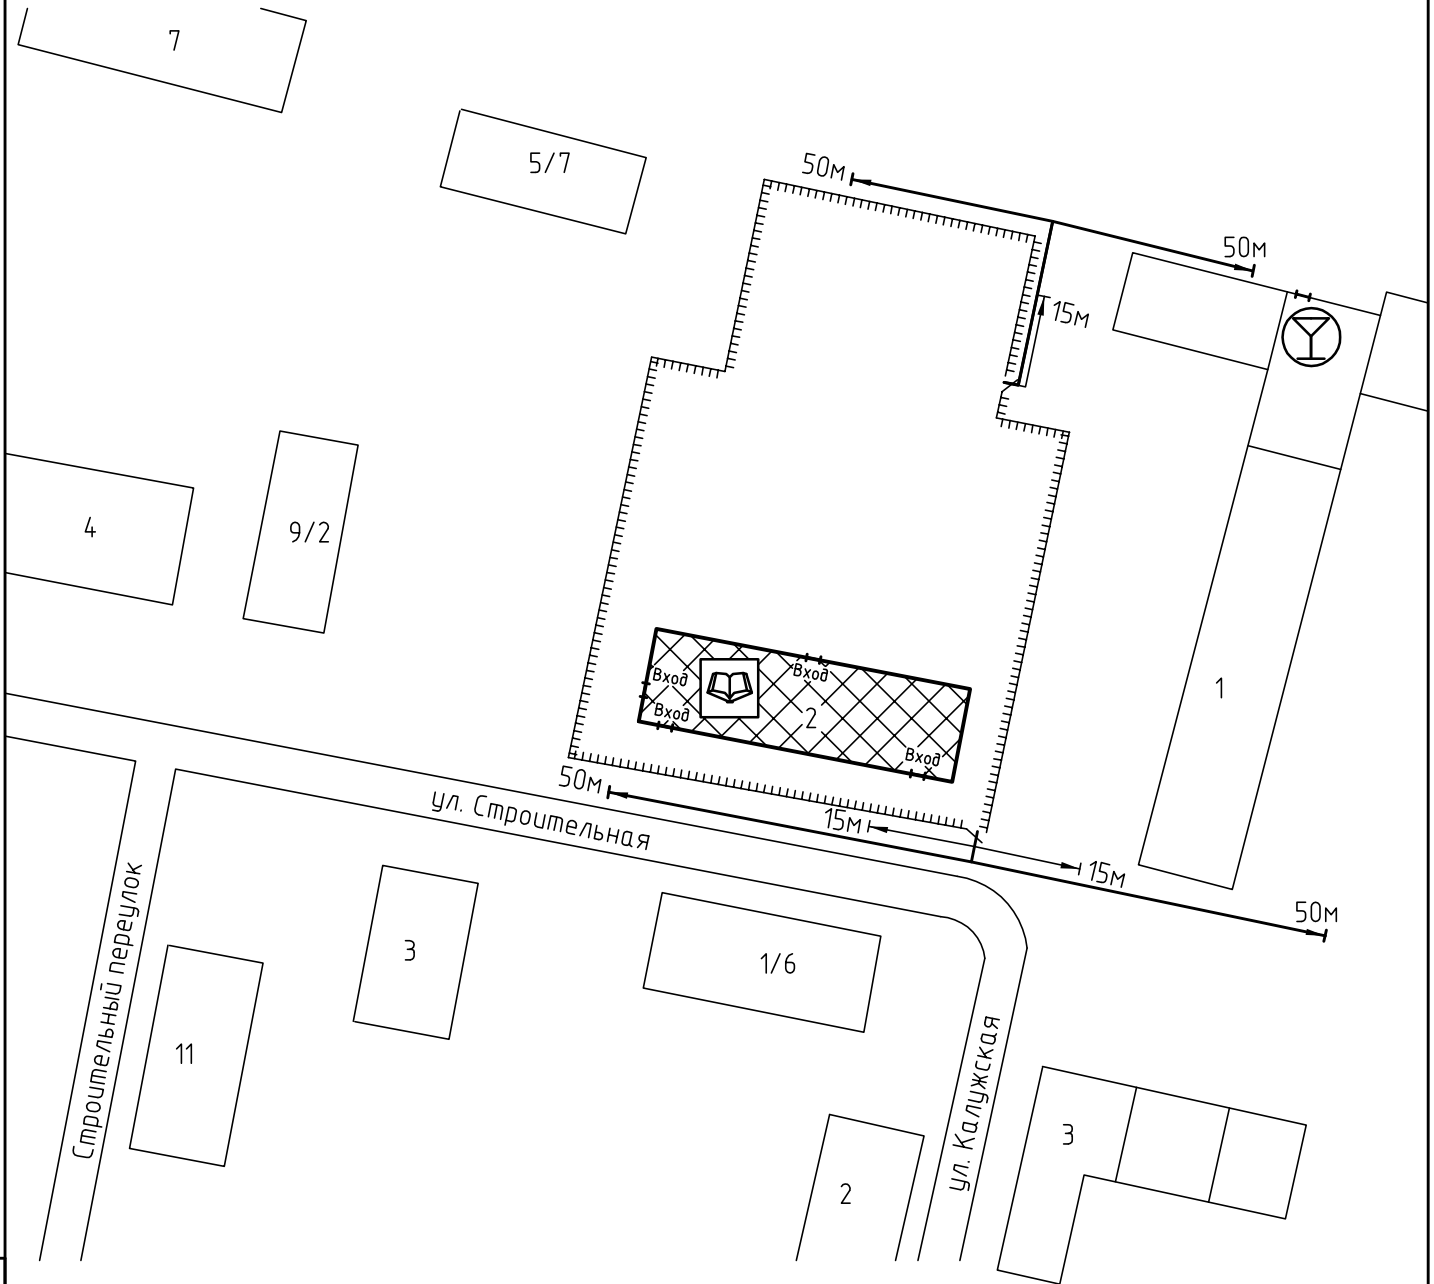 7
5/7
50м
50м
15м
4
9/2
Вход
Вход
Вход
2
Вход
1
50м
15м
15м
50м
ул. Строительная
Строительный переулок
3
1/6
11
ул. Калужская
3
2